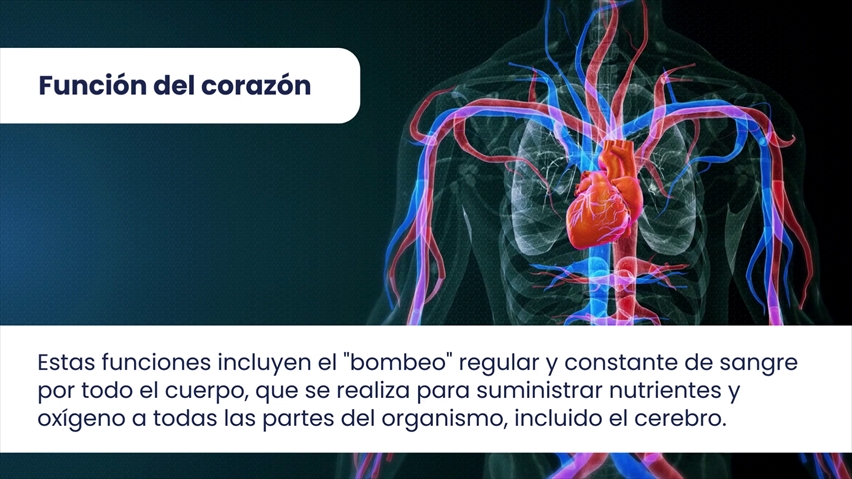 Función del corazón
Estas funciones incluyen el "bombeo" regular y constante de sangre
por todo el cuerpo, que se realiza para suministrar nutrientes y
oxígeno a todas las partes del organismo, incluido el cerebro.